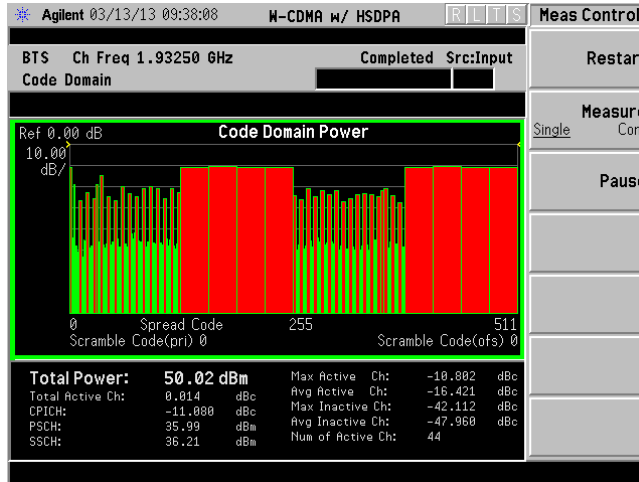 Agilent 03/13/13 09:38:08 W-CDMA w/ HSDPA R L T S Meas Control
BTS Ch Freq 1.93250 GHz Completed Src:Input
Code Domain
Restar
Measure
Single Con
Pause
Ref 0.00 dB Code Domain Power
10.00
dB/
0 Spread Code 255 511
Scramble Code(pri) 0 Scramble Code(ofs) 0
Total Power: 50.02 dBm
Total Active Ch: 0.014 dBc
CPICH: -11.080 dBc
PSCH: 35.99 dBm
SSCH: 36.21 dBm
Max Active Ch: -10.802 dBc
Avg Active Ch: -16.421 dBc
Max Inactive Ch: -42.112 dBc
Avg Inactive Ch: -47.960 dBc
Num of Active Ch: 44